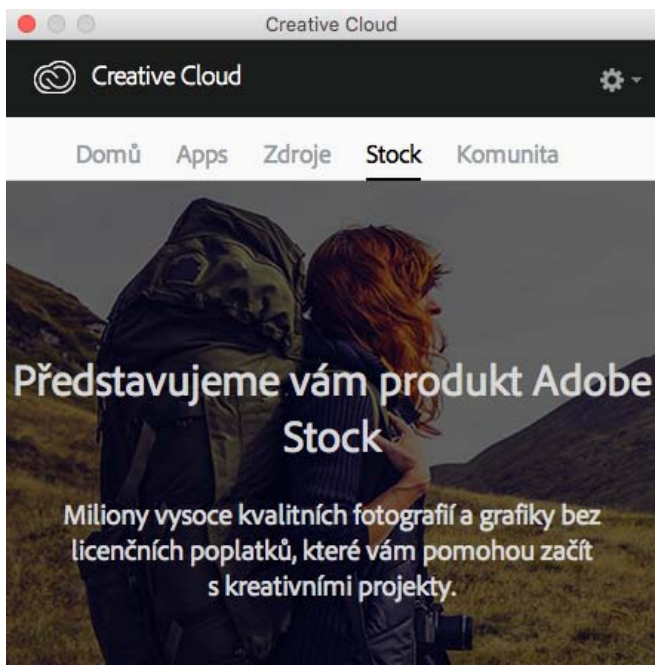 Creative Cloud
Creative Cloud
Domů Apps Zdroje Stock Komunita
Představujeme vám produkt Adobe
Stock
Miliony vysoce kvalitních fotografií a grafiky bez
licenčních poplatků, které vám pomohou začít
s kreativními projekty.